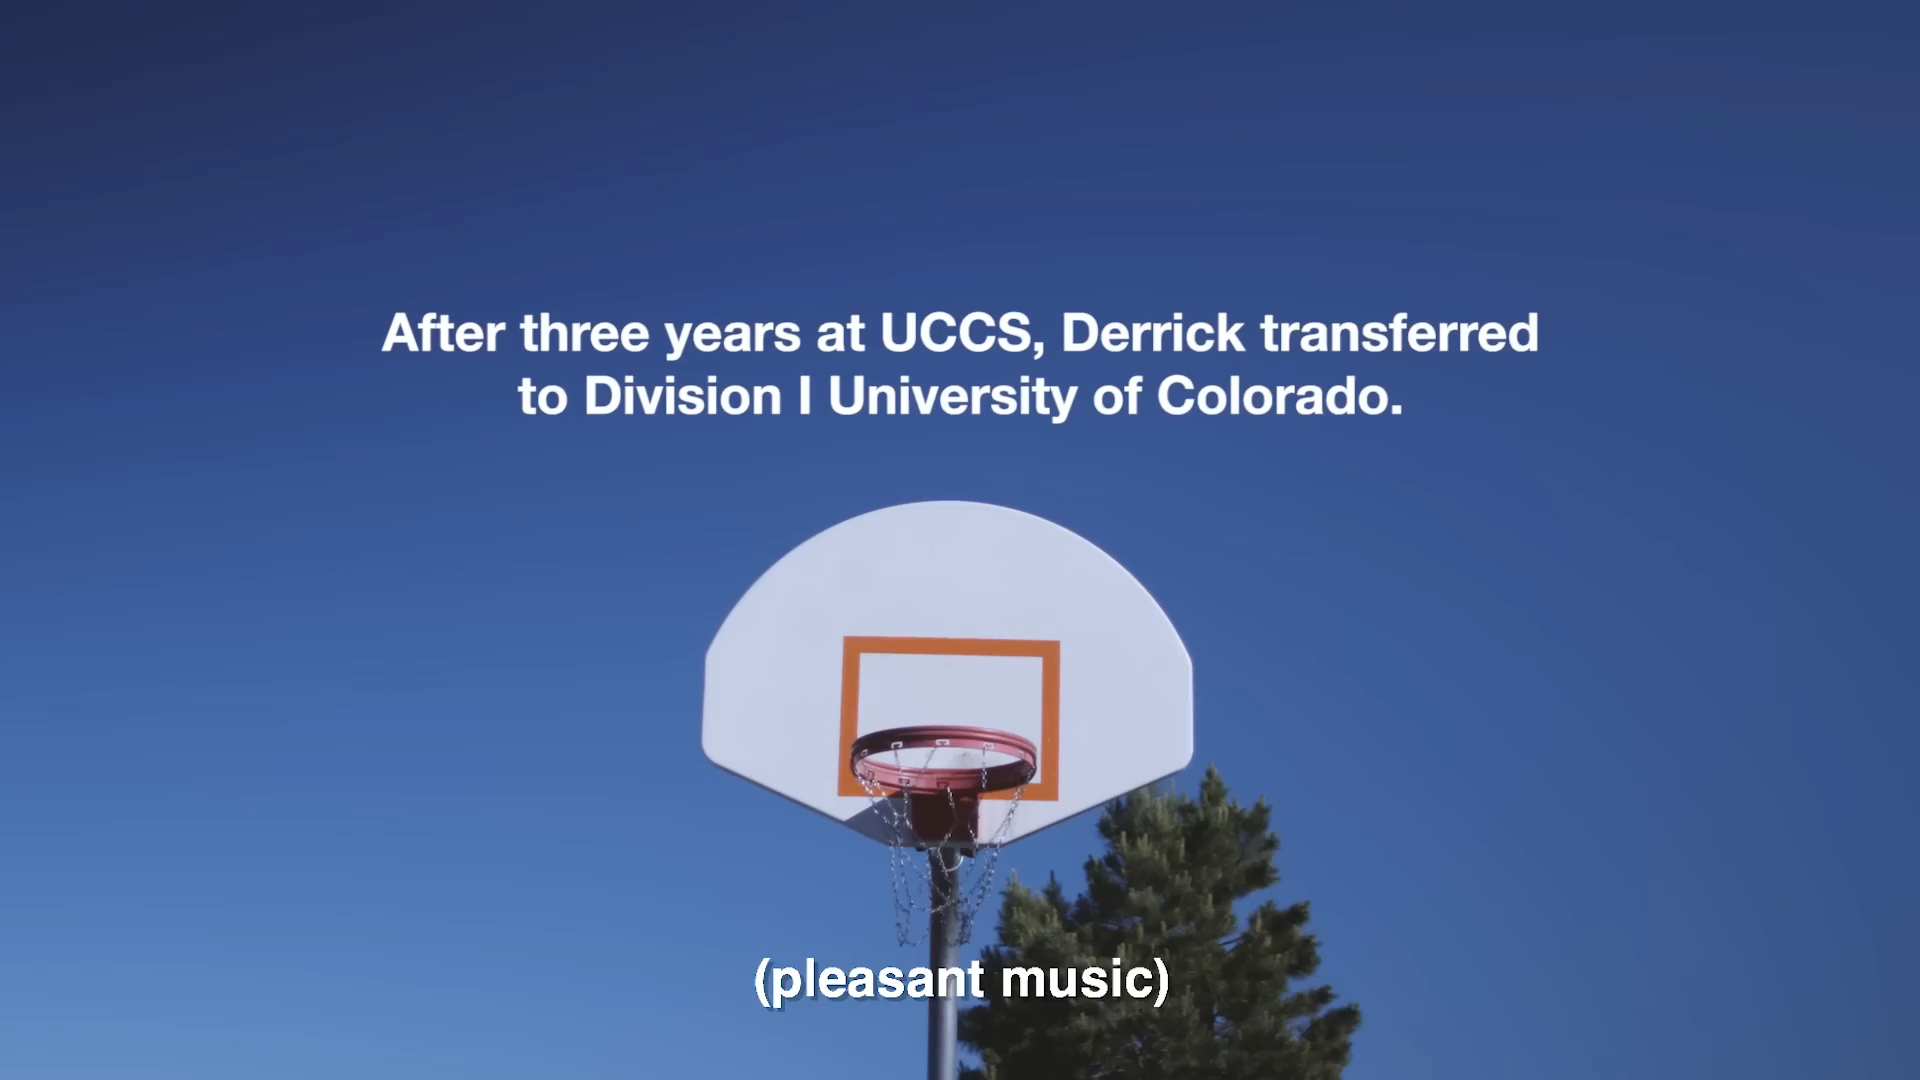 After three years at UCCS, Derrick transferred
to Division I University of Colorado.
(pleasant music)